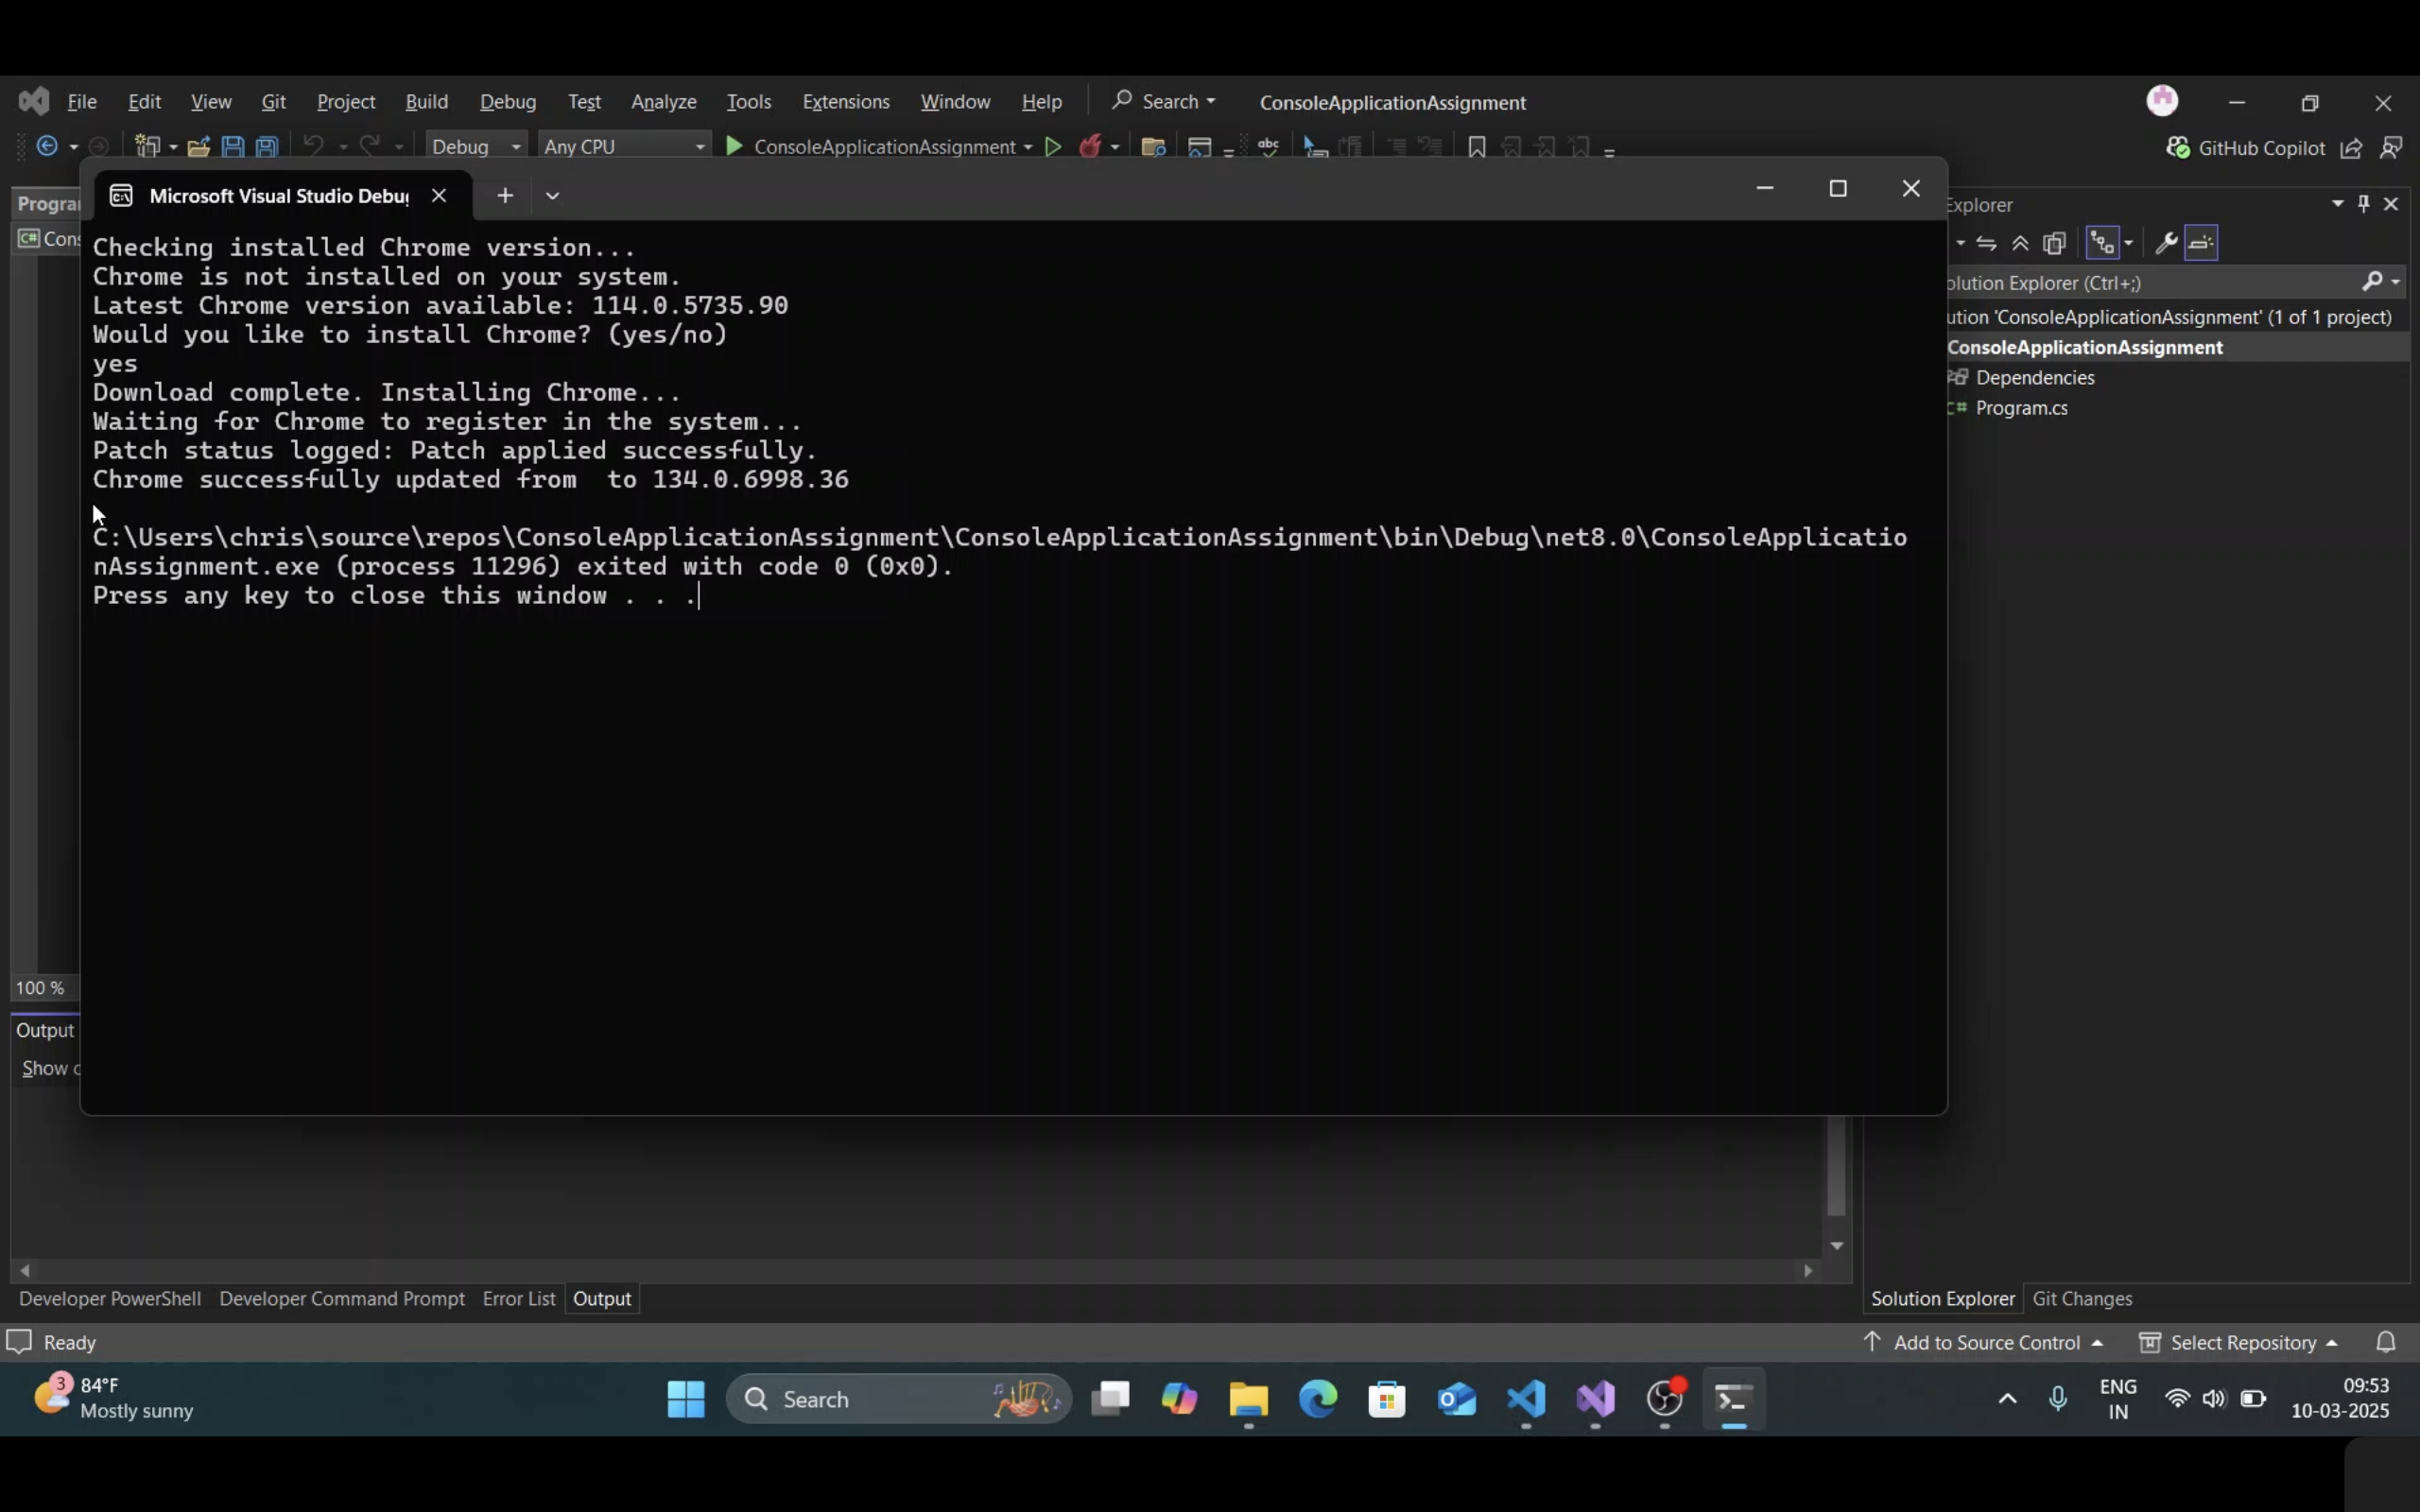 File Edit View Git Project Build Debug Test Analyze Tools Extensions Window Help Search ConsoleApplicationAssignment
Debug Any CPU ConsoleApplicationAssignment abc GitHub Copilot
Microsoft Visual Studio Debug
Explorer
C#
Checking installed Chrome version...
Chrome is not installed on your system.
Latest Chrome version available: 114.0.5735.90
Would you like to install Chrome? (yes/no)
yes
Download complete. Installing Chrome...
Waiting for Chrome to register in the system...
Patch status logged: Patch applied successfully.
Chrome successfully updated from  to 134.0.6998.36
C:\Users\chris\source\repos\ConsoleApplicationAssignment\ConsoleApplicationAssignment\bin\Debug\net8.0\ConsoleApplicatio
nAssignment.exe (process 11296) exited with code 0 (0x0).
Press any key to close this window . . .
olution Explorer (Ctrl+;)
ution 'ConsoleApplicationAssignment' (1 of 1 project)
ConsoleApplicationAssignment
Dependencies
Program.cs
100 %
Output
Show
Developer PowerShell Developer Command Prompt Error List Output
Solution Explorer Git Changes
Ready
Add to Source Control Select Repository
3
84°F
Mostly sunny
Search
ENG
IN
09:53
10-03-2025